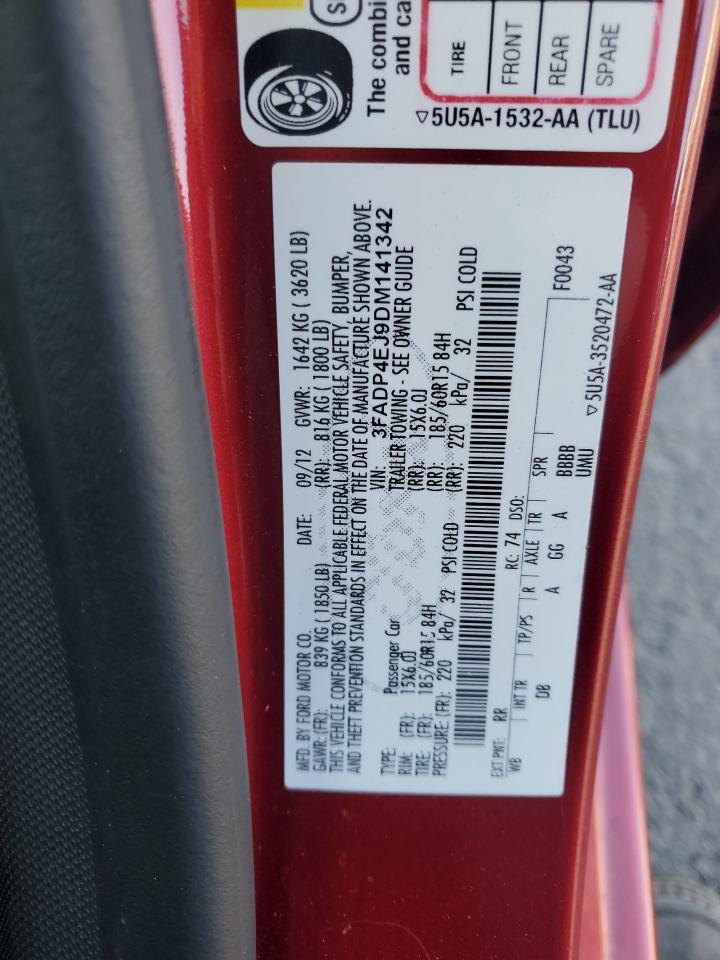 The combi
and ca
TIRE
FRONT
REAR
SPARE
▽5U5A-1532-AA (TLU)
MFD. BY FORD MOTOR CO. DATE: 09/12 GVWR: 1642 KG ( 3620 LB)
GAWR: (FR): 839 KG ( 1850 LB) (RR): 816 KG ( 1800 LB)
THIS VEHICLE CONFORMS TO ALL APPLICABLE FEDERAL MOTOR VEHICLE SAFETY, BUMPER,
AND THEFT PREVENTION STANDARDS IN EFFECT ON THE DATE OF MANUFACTURE SHOWN ABOVE.
VIN: 3FADP4EJ9DM141342
TYPE: Passenger Car TRAILER TOWING - SEE OWNER GUIDE
RIM: (FR): 15X6.0J (RR): 15X6.0J
TIRE: (FR): 185/60R15 84H (RR): 185/60R15 84H
PRESSURE: (FR): 220 kPa/ 32 PSI COLD (RR): 220 kPa/ 32 PSI COLD
EXT PNT: RR RC: 74 DSO:
WB INT TR TP/PS R AXLE TR SPR F0043
DB A GG A BBBB
UMU
▽5U5A-3520472-AA